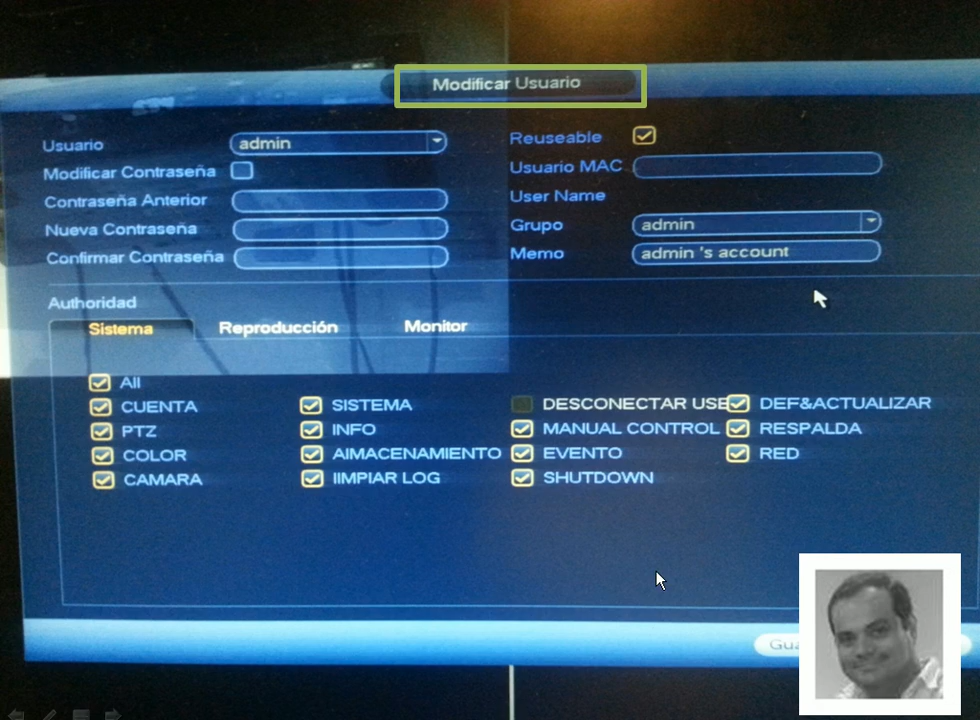 Modificar Usuario
Usuario admin
Modificar Contraseña
Contraseña Anterior
Nueva Contraseña
Confirmar Contraseña
Reuseable
Usuario MAC
User Name
Grupo admin
Memo admin 's account
Authoridad
Sistema Reproducción Monitor
All
CUENTA SISTEMA DESCONECTAR USE DEF&ACTUALIZAR
PTZ INFO MANUAL CONTROL RESPALDA
COLOR AIMACENAMIENTO EVENTO RED
CAMARA IIMPIAR LOG SHUTDOWN